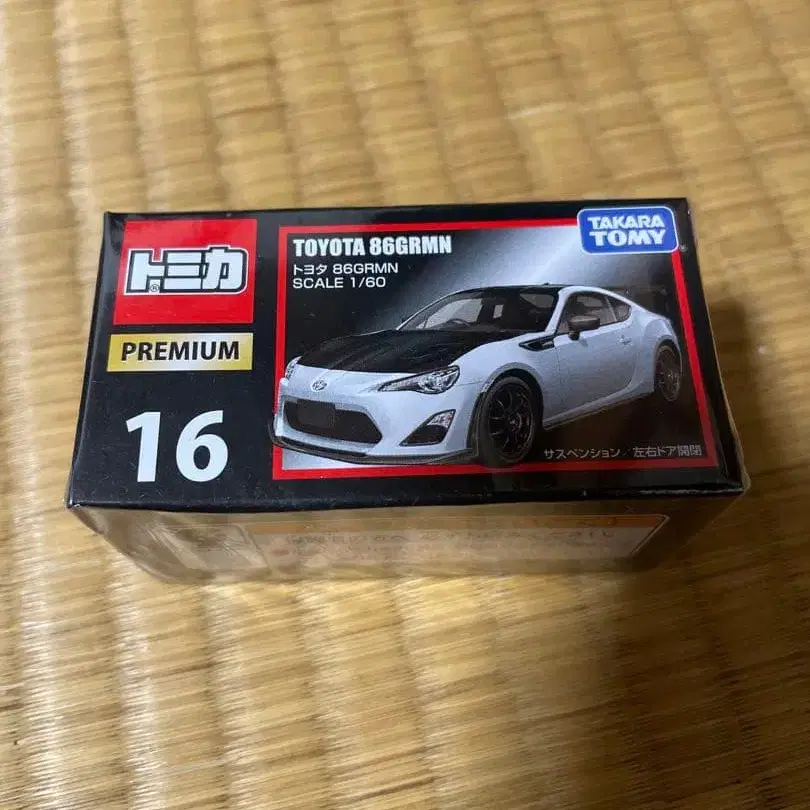 トミカ®
PREMIUM
16
TOYOTA 86GRMN
トヨタ 86GRMN
SCALE 1/60
TAKARA
TOMY
サスペンション/左右ドア開閉